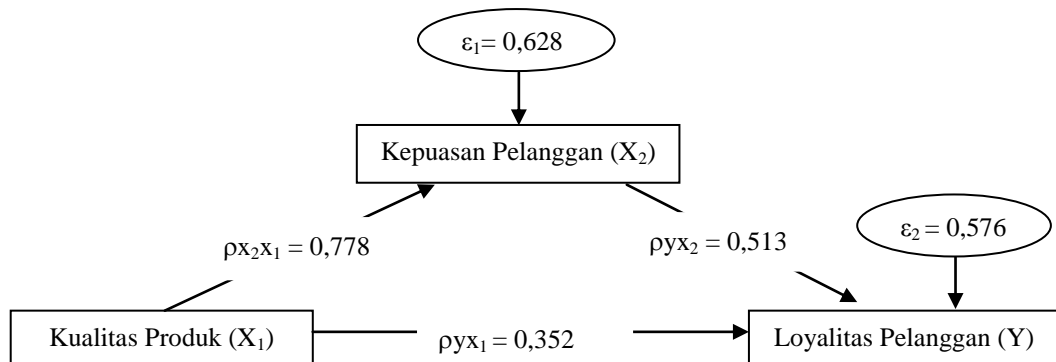 ε₁= 0,628
Kepuasan Pelanggan (X₂)
ε₂ = 0,576
ρx₂x₁ = 0,778
ρyx₂ = 0,513
Kualitas Produk (X₁)
ρyx₁ = 0,352
Loyalitas Pelanggan (Y)